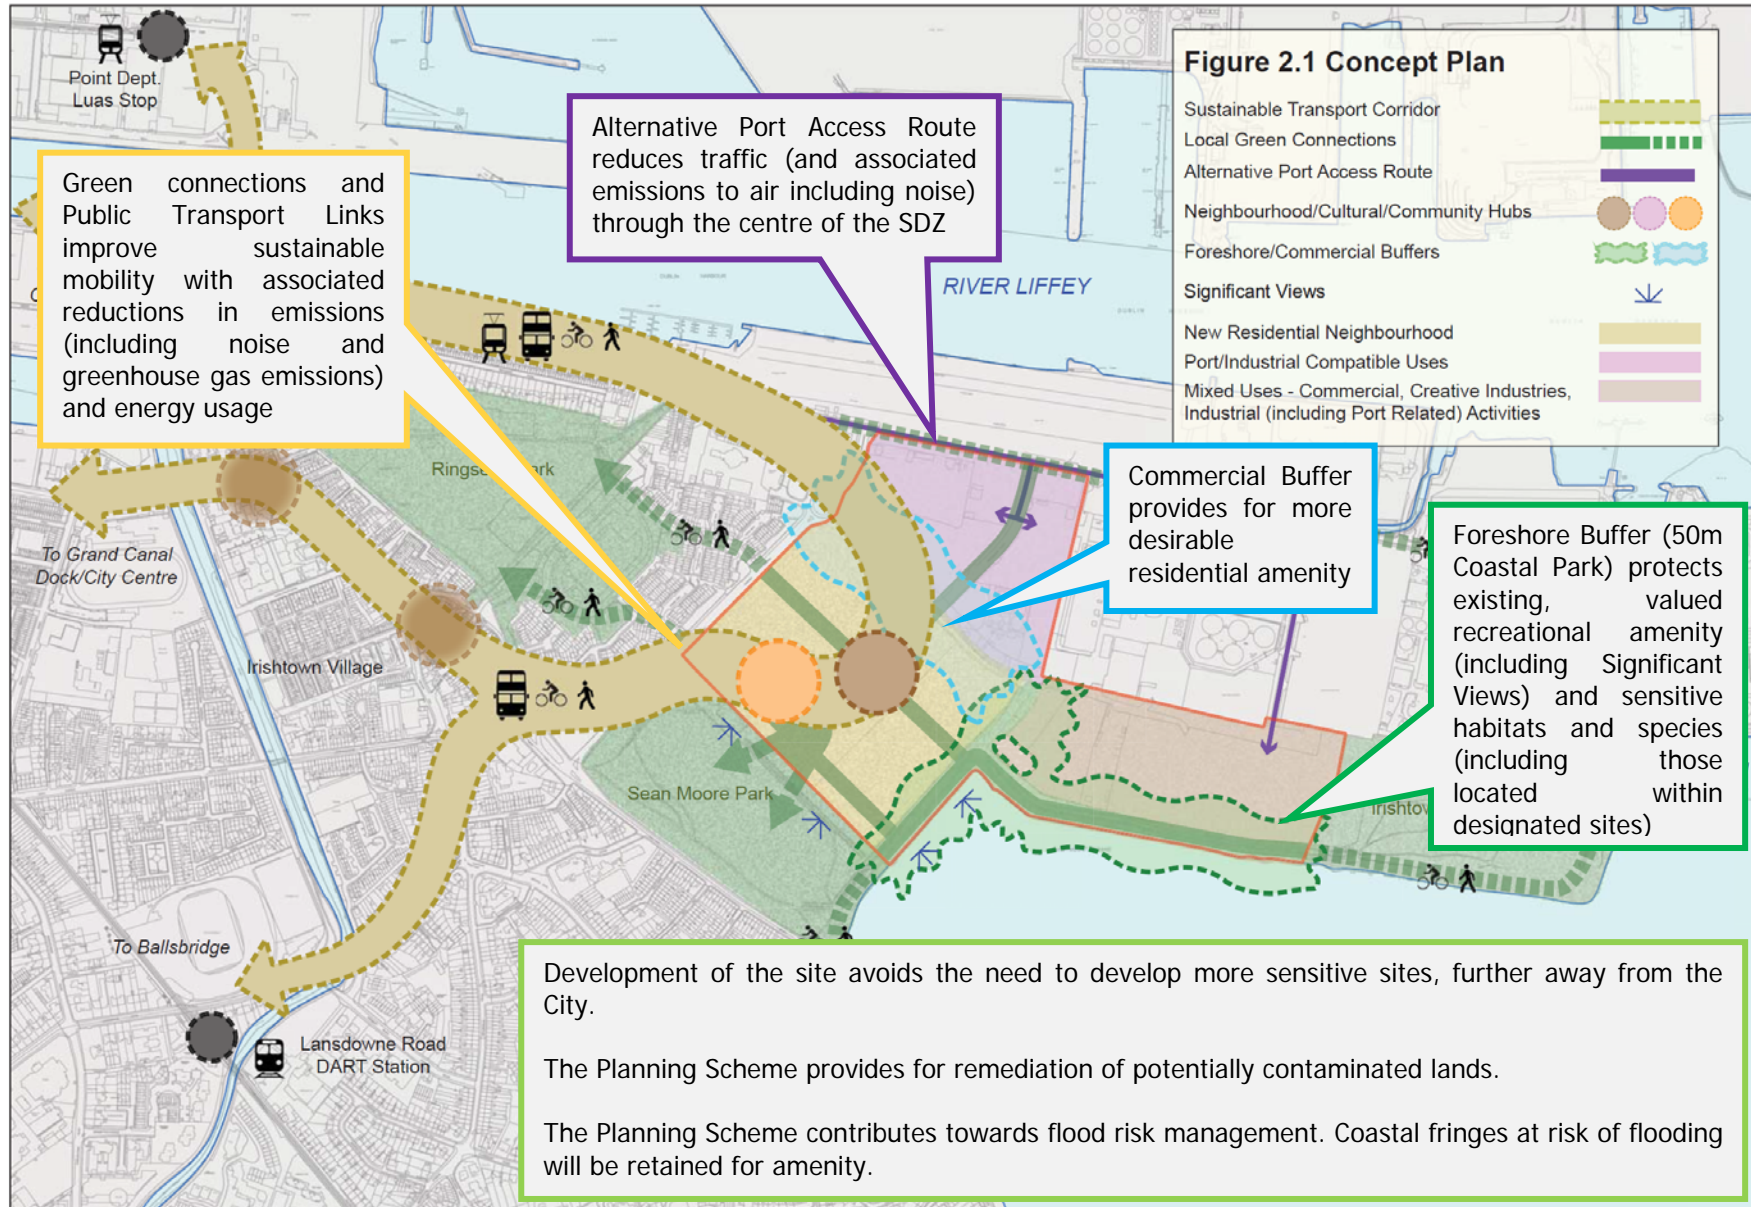 Point Dept.
Luas Stop
Figure 2.1 Concept Plan
Sustainable Transport Corridor
Local Green Connections
Alternative Port Access Route
Neighbourhood/Cultural/Community Hubs
Foreshore/Commercial Buffers
Significant Views
New Residential Neighbourhood
Port/Industrial Compatible Uses
Mixed Uses - Commercial, Creative Industries,
Industrial (including Port Related) Activities
Alternative Port Access Route
reduces traffic (and associated
emissions to air including noise)
through the centre of the SDZ
Green connections and
Public Transport Links
improve sustainable
mobility with associated
reductions in emissions
(including noise and
greenhouse gas emissions)
and energy usage
RIVER LIFFEY
Commercial Buffer
provides for more
desirable
residential amenity
Foreshore Buffer (50m
Coastal Park) protects
existing, valued
recreational amenity
(including Significant
Views) and sensitive
habitats and species
(including those
located within
designated sites)
To Grand Canal
Dock/City Centre
Irishtown Village
Sean Moore Park
To Ballsbridge
Lansdowne Road
DART Station
Development of the site avoids the need to develop more sensitive sites, further away from the
City.
The Planning Scheme provides for remediation of potentially contaminated lands.
The Planning Scheme contributes towards flood risk management. Coastal fringes at risk of flooding
will be retained for amenity.